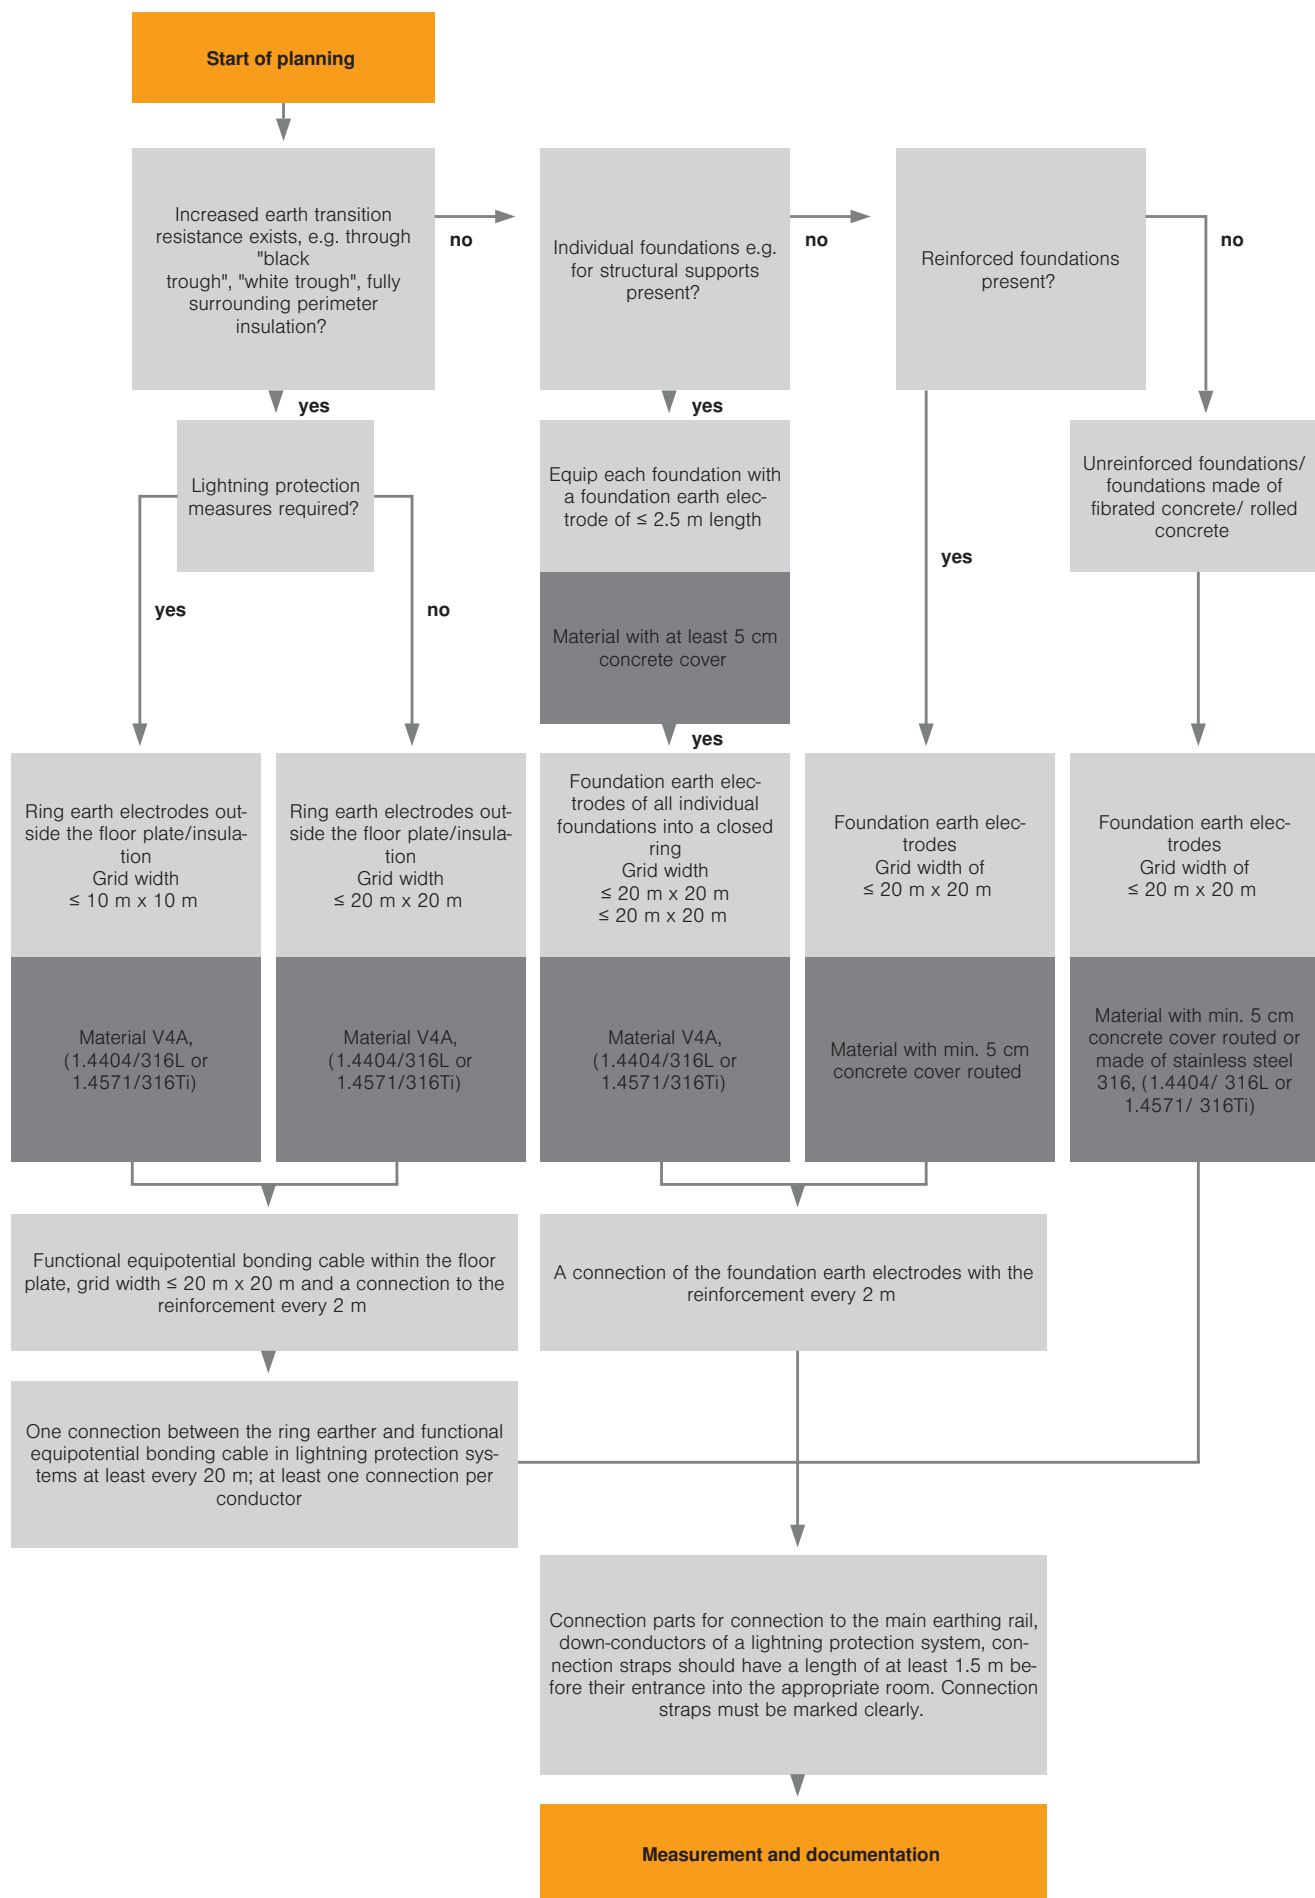 Start of planning
Increased earth transition
resistance exists, e.g. through
"black
trough", "white trough", fully
surrounding perimeter
insulation?
no
Individual foundations e.g.
for structural supports
present?
no
Reinforced foundations
present?
no
yes
yes
Lightning protection
measures required?
Equip each foundation with
a foundation earth elec-
trode of ≤ 2.5 m length
Unreinforced foundations/
foundations made of
fibrated concrete/ rolled
concrete
yes
no
Material with at least 5 cm
concrete cover
yes
yes
Ring earth electrodes out-
side the floor plate/insula-
tion
Grid width
≤ 10 m x 10 m
Ring earth electrodes out-
side the floor plate/insula-
tion
Grid width
≤ 20 m x 20 m
Foundation earth elec-
trodes of all individual
foundations into a closed
ring
Grid width
≤ 20 m x 20 m
≤ 20 m x 20 m
Foundation earth elec-
trodes
Grid width of
≤ 20 m x 20 m
Foundation earth elec-
trodes
Grid width of
≤ 20 m x 20 m
Material V4A,
(1.4404/316L or
1.4571/316Ti)
Material V4A,
(1.4404/316L or
1.4571/316Ti)
Material V4A,
(1.4404/316L or
1.4571/316Ti)
Material with min. 5 cm
concrete cover routed
Material with min. 5 cm
concrete cover routed or
made of stainless steel
316, (1.4404/ 316L or
1.4571/ 316Ti)
Functional equipotential bonding cable within the floor
plate, grid width ≤ 20 m x 20 m and a connection to the
reinforcement every 2 m
A connection of the foundation earth electrodes with the
reinforcement every 2 m
One connection between the ring earther and functional
equipotential bonding cable in lightning protection sys-
tems at least every 20 m; at least one connection per
conductor
Connection parts for connection to the main earthing rail,
down-conductors of a lightning protection system, con-
nection straps should have a length of at least 1.5 m be-
fore their entrance into the appropriate room. Connection
straps must be marked clearly.
Measurement and documentation